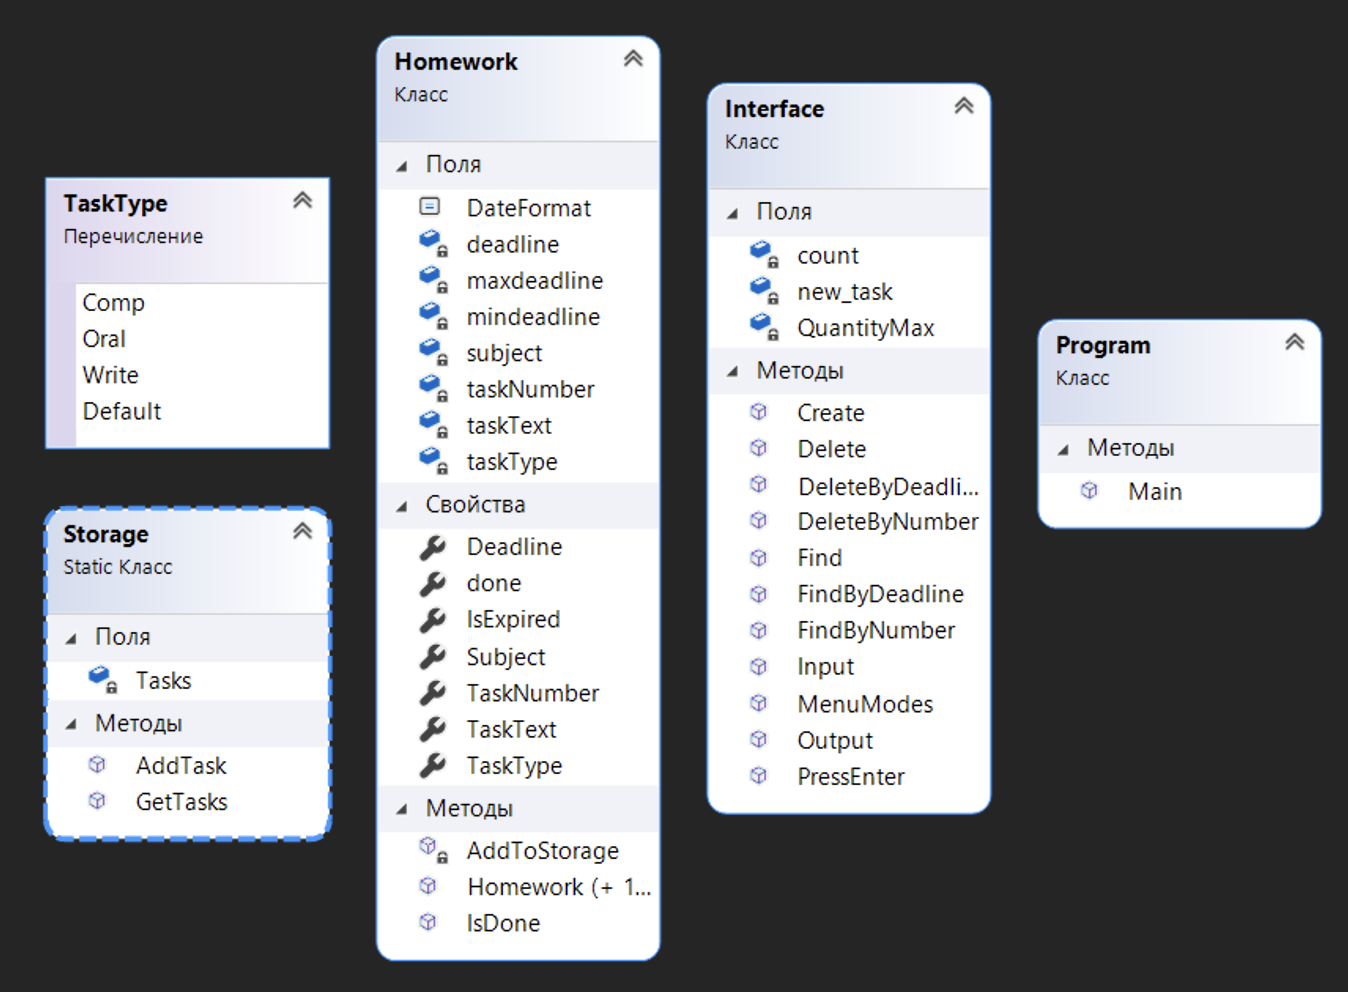 TaskType
Перечисление
Comp
Oral
Write
Default
Storage
Static Класс
Поля
Tasks
Методы
AddTask
GetTasks
Homework
Класс
Поля
DateFormat
deadline
maxdeadline
mindeadline
subject
taskNumber
taskText
taskType
Свойства
Deadline
done
IsExpired
Subject
TaskNumber
TaskText
TaskType
Методы
AddToStorage
Homework (+ 1...
IsDone
Interface
Класс
Поля
count
new_task
QuantityMax
Методы
Create
Delete
DeleteByDeadli...
DeleteByNumber
Find
FindByDeadline
FindByNumber
Input
MenuModes
Output
PressEnter
Program
Класс
Методы
Main